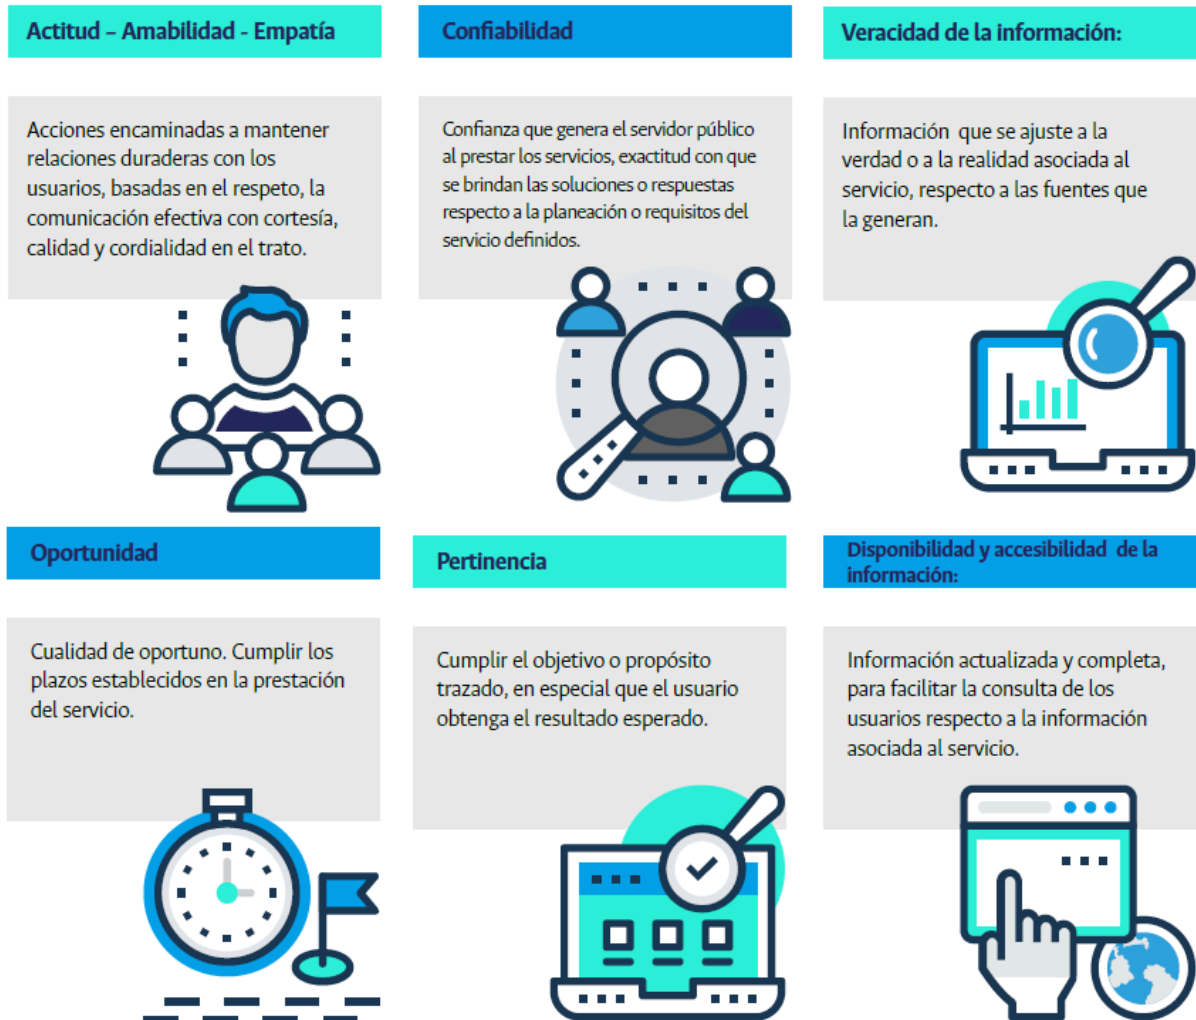 Actitud – Amabilidad - Empatía
Acciones encaminadas a mantener
relaciones duraderas con los
usuarios, basadas en el respeto, la
comunicación efectiva con cortesía,
calidad y cordialidad en el trato.
Confiabilidad
Confianza que genera el servidor público
al prestar los servicios, exactitud con que
se brindan las soluciones o respuestas
respecto a la planeación o requisitos del
servicio definidos.
Veracidad de la información:
Información que se ajuste a la
verdad o a la realidad asociada al
servicio, respecto a las fuentes que
la generan.
Oportunidad
Cualidad de oportuno. Cumplir los
plazos establecidos en la prestación
del servicio.
Pertinencia
Cumplir el objetivo o propósito
trazado, en especial que el usuario
obtenga el resultado esperado.
Disponibilidad y accesibilidad de la
información:
Información actualizada y completa,
para facilitar la consulta de los
usuarios respecto a la información
asociada al servicio.